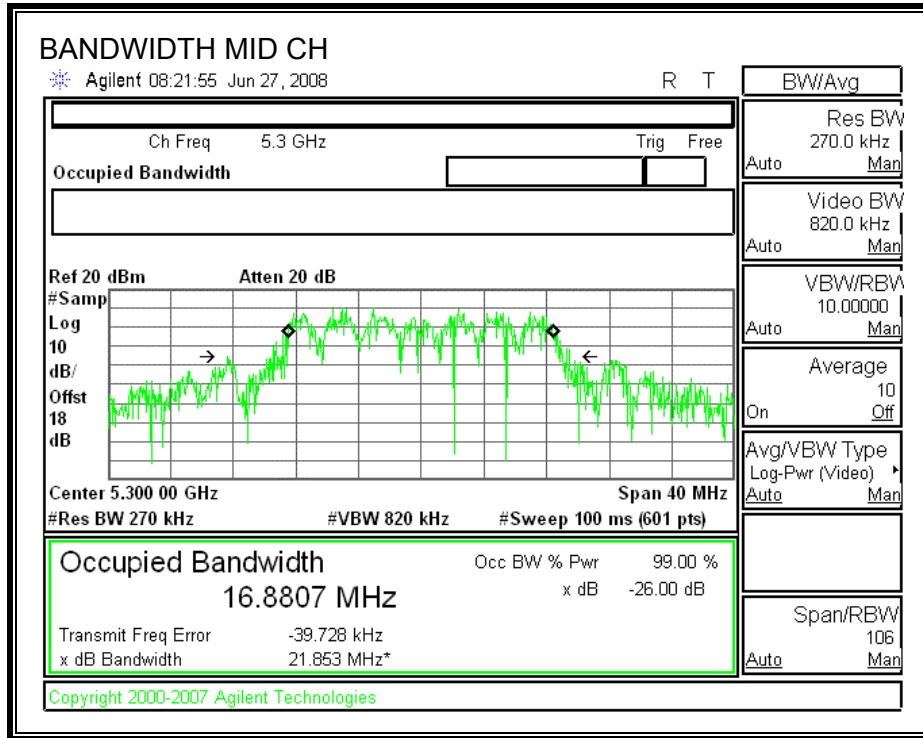 BANDWIDTH MID CH
Agilent 08:21:55 Jun 27, 2008
R T
Ch Freq 5.3 GHz
Trig Free
Occupied Bandwidth
Ref 20 dBm
Atten 20 dB
#Samp
Log
10
dB/
Offst
18
dB
Center 5.300 00 GHz
Span 40 MHz
#Res BW 270 kHz
#VBW 820 kHz
#Sweep 100 ms (601 pts)
Occupied Bandwidth
16.8807 MHz
Occ BW % Pwr 99.00 %
x dB -26.00 dB
Transmit Freq Error -39.728 kHz
x dB Bandwidth 21.853 MHz*
Copyright 2000-2007 Agilent Technologies
BW/Avg
Res BW
270.0 kHz
Auto Man
Video BW
820.0 kHz
Auto Man
VBW/RBW
10.00000
Auto Man
Average
10
On Off
Avg/VBW Type
Log-Pwr (Video)
Auto Man
Span/RBW
106
Auto Man